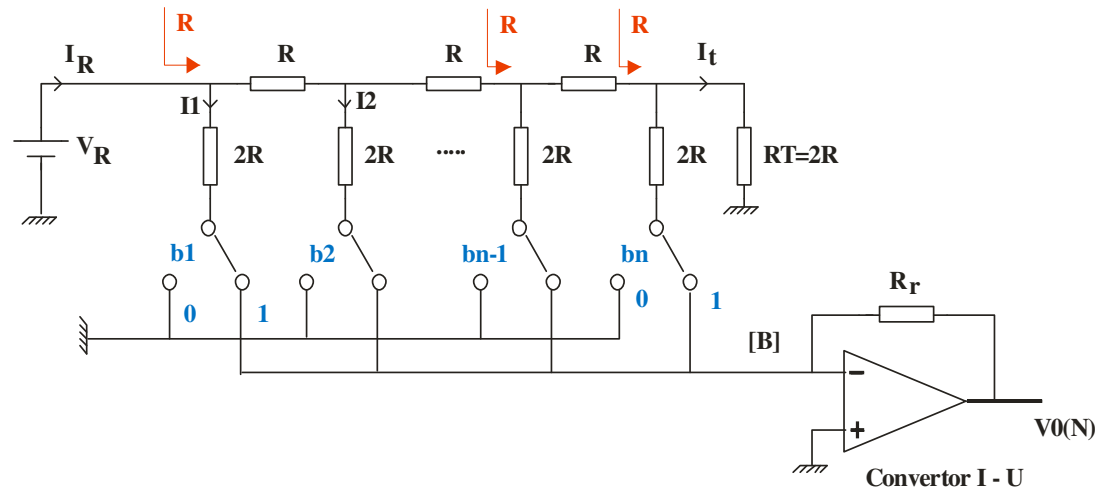 R R R
I_R R R R I_t
I1 I2
V_R 2R 2R ..... 2R 2R RT=2R
b1 b2 bn-1 bn
0 1 0 1
R_r
[B]
−
+
V0(N)
Convertor I - U